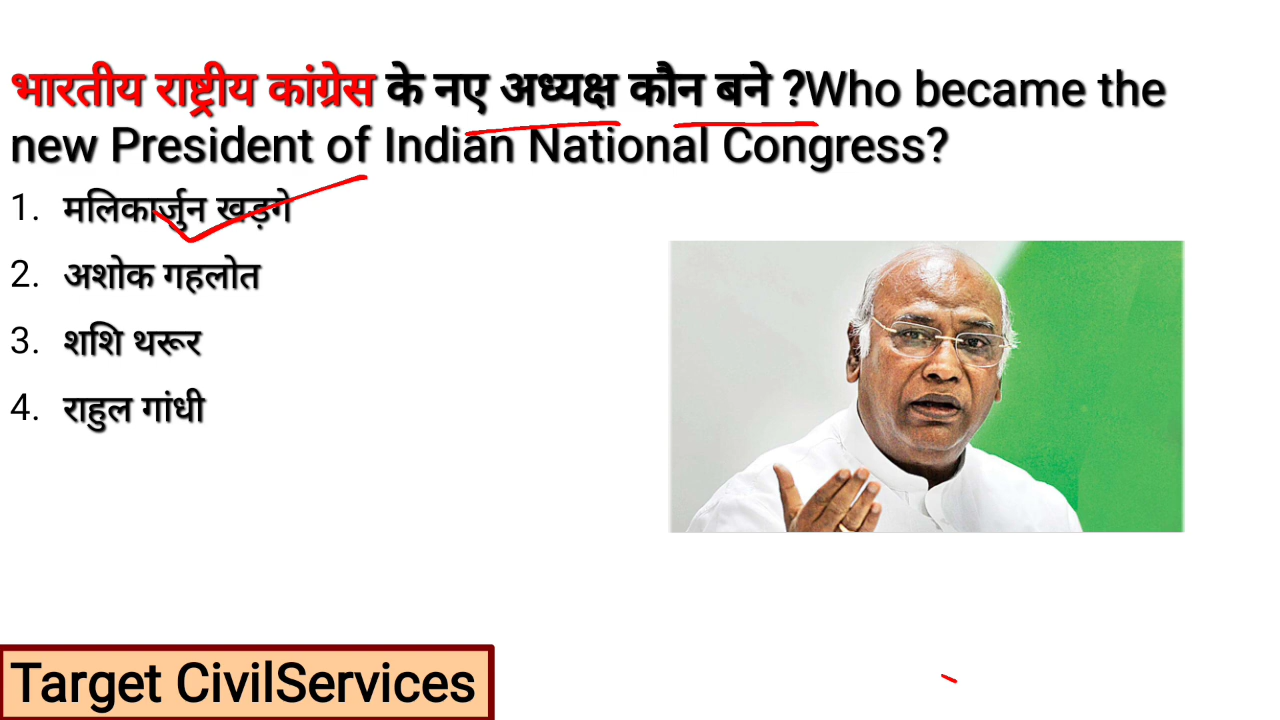 भारतीय राष्ट्रीय कांग्रेस के नए अध्यक्ष कौन बने ?Who became the
new President of Indian National Congress?
1. मलिकार्जुन खड़गे
2. अशोक गहलोत
3. शशि थरूर
4. राहुल गांधी
Target CivilServices